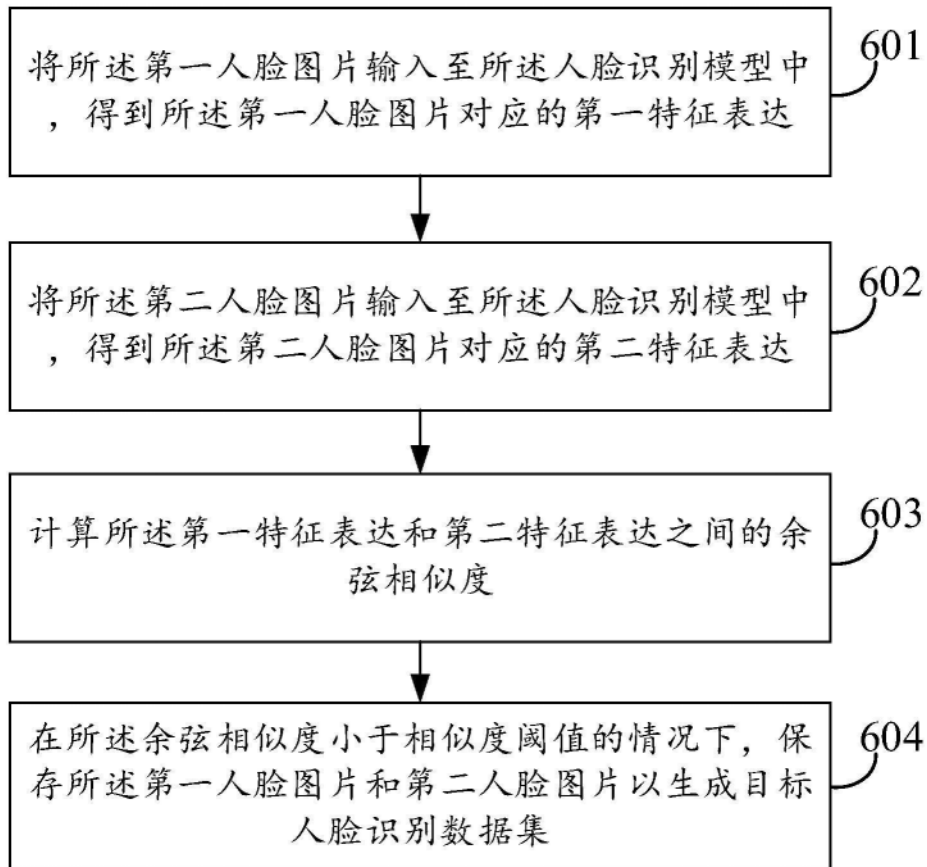 将所述第一人脸图片输入至所述人脸识别模型中
，得到所述第一人脸图片对应的第一特征表达
601
将所述第二人脸图片输入至所述人脸识别模型中
，得到所述第二人脸图片对应的第二特征表达
602
计算所述第一特征表达和第二特征表达之间的余
弦相似度
603
在所述余弦相似度小于相似度阈值的情况下，保
存所述第一人脸图片和第二人脸图片以生成目标
人脸识别数据集
604